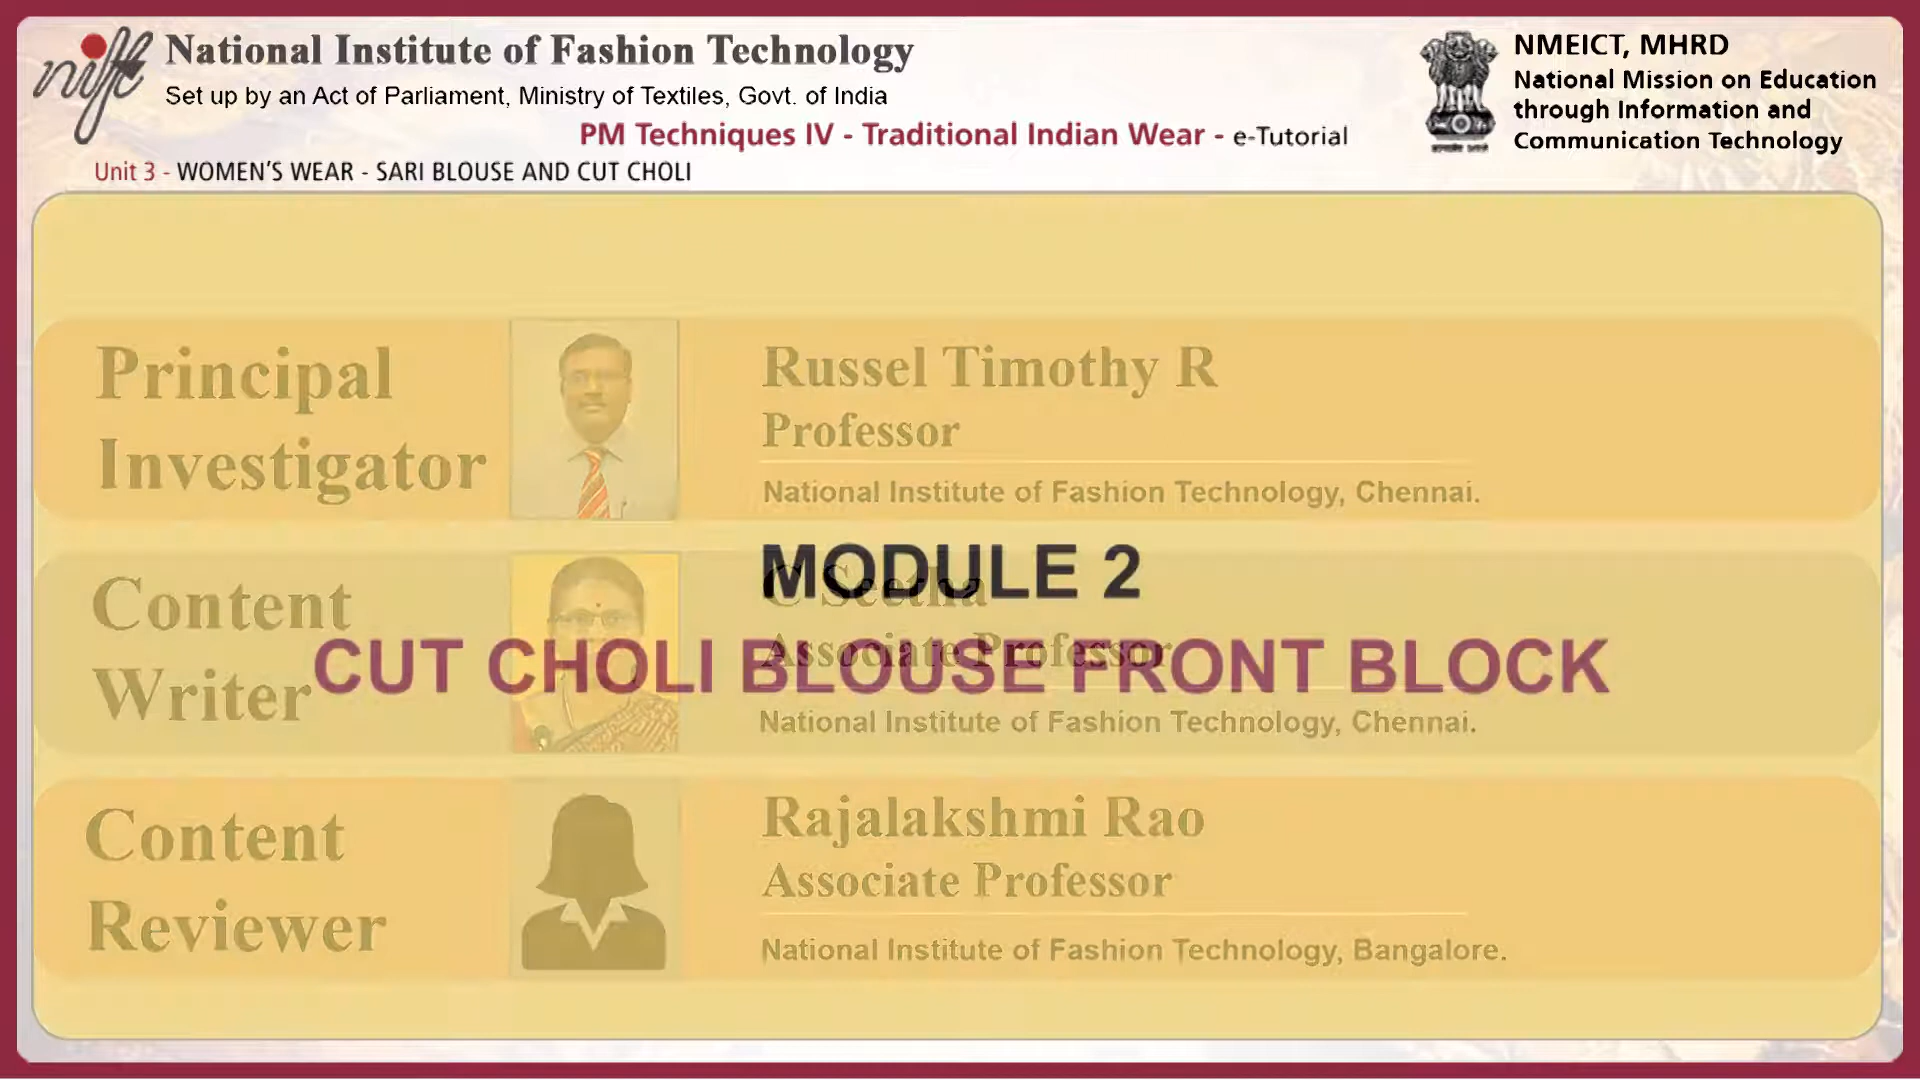 nift
National Institute of Fashion Technology
Set up by an Act of Parliament, Ministry of Textiles, Govt. of India
PM Techniques IV - Traditional Indian Wear - e-Tutorial
Unit 3 - WOMEN'S WEAR - SARI BLOUSE AND CUT CHOLI
NMEICT, MHRD
National Mission on Education
through Information and
Communication Technology
Principal
Investigator
Russel Timothy R
Professor
National Institute of Fashion Technology, Chennai.
MODULE 2
CUT CHOLI BLOUSE FRONT BLOCK
Content
Writer
C Seetha
Associate Professor
National Institute of Fashion Technology, Chennai.
Content
Reviewer
Rajalakshmi Rao
Associate Professor
National Institute of Fashion Technology, Bangalore.